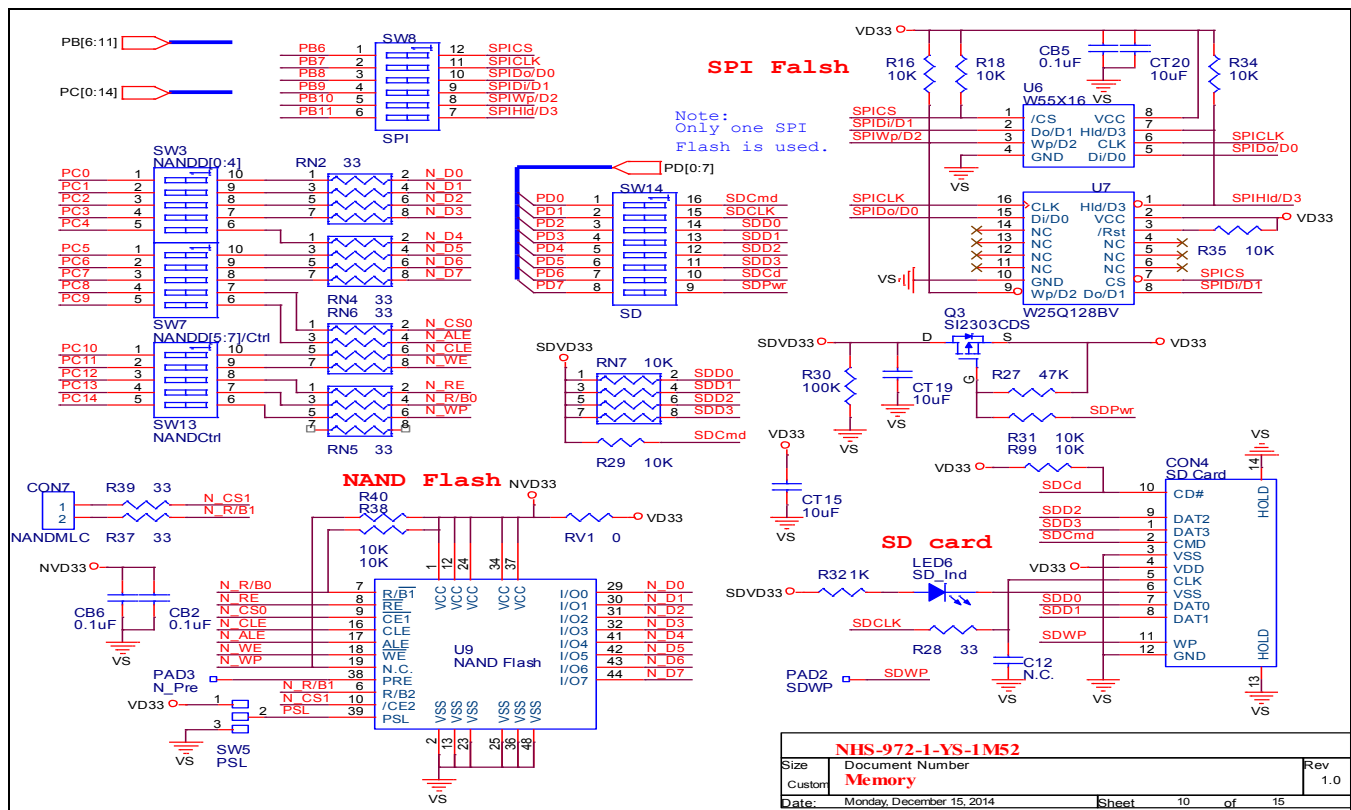 PB[6:11]
PC[0:14]
SW8
PB6 1 12 SPICS
PB7 2 11 SPICLK
PB8 3 10 SPIDo/D0
PB9 4 9 SPIDi/D1
PB10 5 8 SPIWp/D2
PB11 6 7 SPIHld/D3
SPI
SPI Falsh
Note:
Only one SPI
Flash is used.
VD33
R16
10K
R18
10K
CB5
0.1uF
CT20
10uF
R34
10K
VS
U6
W55X16
SPICS 1 /CS VCC 8
SPIDi/D1 2 Do/D1 Hld/D3 7
SPIWp/D2 3 Wp/D2 CLK 6 SPICLK
4 GND Di/D0 5 SPIDo/D0
VS
U7
SPICLK 16 CLK Hld/D3 1 SPIHld/D3
SPIDo/D0 15 Di/D0 VCC 2 VD33
14 NC /Rst 3
13 NC NC 4
12 NC NC 5
11 NC NC 6
VS 10 GND CS 7 SPICS
9 Wp/D2 Do/D1 8 SPIDi/D1
R35 10K
W25Q128BV
SW3
NANDD[0:4]
PC0 1 10
PC1 2 9
PC2 3 8
PC3 4 7
PC4 5 6
RN2 33
1 2 N_D0
3 4 N_D1
5 6 N_D2
7 8 N_D3
PC5 1 10
PC6 2 9
PC7 3 8
PC8 4 7
PC9 5 6
SW7
NANDD[5:7]/Ctrl
1 2 N_D4
3 4 N_D5
5 6 N_D6
7 8 N_D7
RN4 33
RN6 33
1 2 N_CS0
3 4 N_ALE
5 6 N_CLE
7 8 N_WE
PC10 1 10
PC11 2 9
PC12 3 8
PC13 4 7
PC14 5 6
SW13
NANDCtrl
1 2 N_RE
3 4 N_R/B0
5 6 N_WP
7 8
RN5 33
PD[0:7]
SW14
PD0 1 16 SDCmd
PD1 2 15 SDCLK
PD2 3 14 SDD0
PD3 4 13 SDD1
PD4 5 12 SDD2
PD5 6 11 SDD3
PD6 7 10 SDCd
PD7 8 9 SDPwr
SD
SDVD33
RN7 10K
1 2 SDD0
3 4 SDD1
5 6 SDD2
7 8 SDD3
SDCmd
R29 10K
Q3
SI2303CDS
SDVD33 D S VD33
G
R30
100K
CT19
10uF
VS
VS
R27 47K
SDPwr
R31 10K
R99 10K
VD33
VD33
CT15
10uF
VS
CON7
1
2
NANDMLC
R39 33
N_CS1
N_R/B1
R37 33
NAND Flash
R40
R38
10K
10K
NVD33
RV1 0
VD33
NVD33
CB6
0.1uF
CB2
0.1uF
VS
1 12 24 34 37
VCC VCC VCC VCC VCC
N_R/B0 7 R/B1 I/O0 29 N_D0
N_RE 8 RE I/O1 30 N_D1
N_CS0 9 CE1 I/O2 31 N_D2
N_CLE 16 CLE I/O3 32 N_D3
N_ALE 17 ALE I/O4 41 N_D4
N_WE 18 WE I/O5 42 N_D5
N_WP 19 N.C. I/O6 43 N_D6
38 PRE I/O7 44 N_D7
N_R/B1 6 R/B2
N_CS1 10 /CE2
PSL 39 PSL
U9
NAND Flash
VSS VSS VSS VSS VSS VSS
2 13 23 25 36 48
VS
PAD3
N_Pre
VD33 1
2
3
VS
SW5
PSL
SD card
CON4
SD Card
VS
14
HOLD
SDCd 10 CD#
SDD2 9 DAT2
SDD3 1 DAT3
SDCmd 2 CMD
3 VSS
VD33 4 VDD
5 CLK
6 VSS
SDD0 7 DAT0
SDD1 8 DAT1
SDWP 11 WP
12 GND
HOLD
13
VS
VS
SDVD33
R32 1K
LED6
SD_Ind
SDCLK
R28 33
C12
N.C.
VS
PAD2
SDWP
SDWP
NHS-972-1-YS-1M52
Size Document Number Rev
Custom Memory 1.0
Date: Monday, December 15, 2014 Sheet 10 of 15